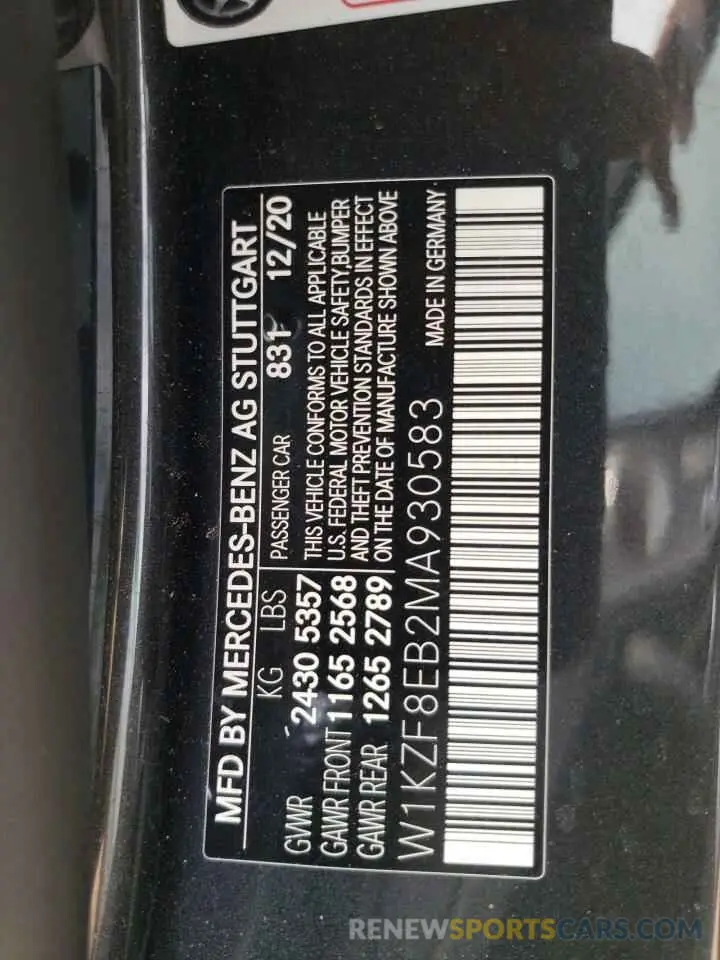 MFD BY MERCEDES-BENZ AG STUTTGART
KG LBS
GVWR 2430 5357
GAWR FRONT 1165 2568
GAWR REAR 1265 2789
PASSENGER CAR 831 12/20
THIS VEHICLE CONFORMS TO ALL APPLICABLE
U.S. FEDERAL MOTOR VEHICLE SAFETY, BUMPER
AND THEFT PREVENTION STANDARDS IN EFFECT
ON THE DATE OF MANUFACTURE SHOWN ABOVE
W1KZF8EB2MA930583 MADE IN GERMANY
RENEWSPORTSCARS.COM